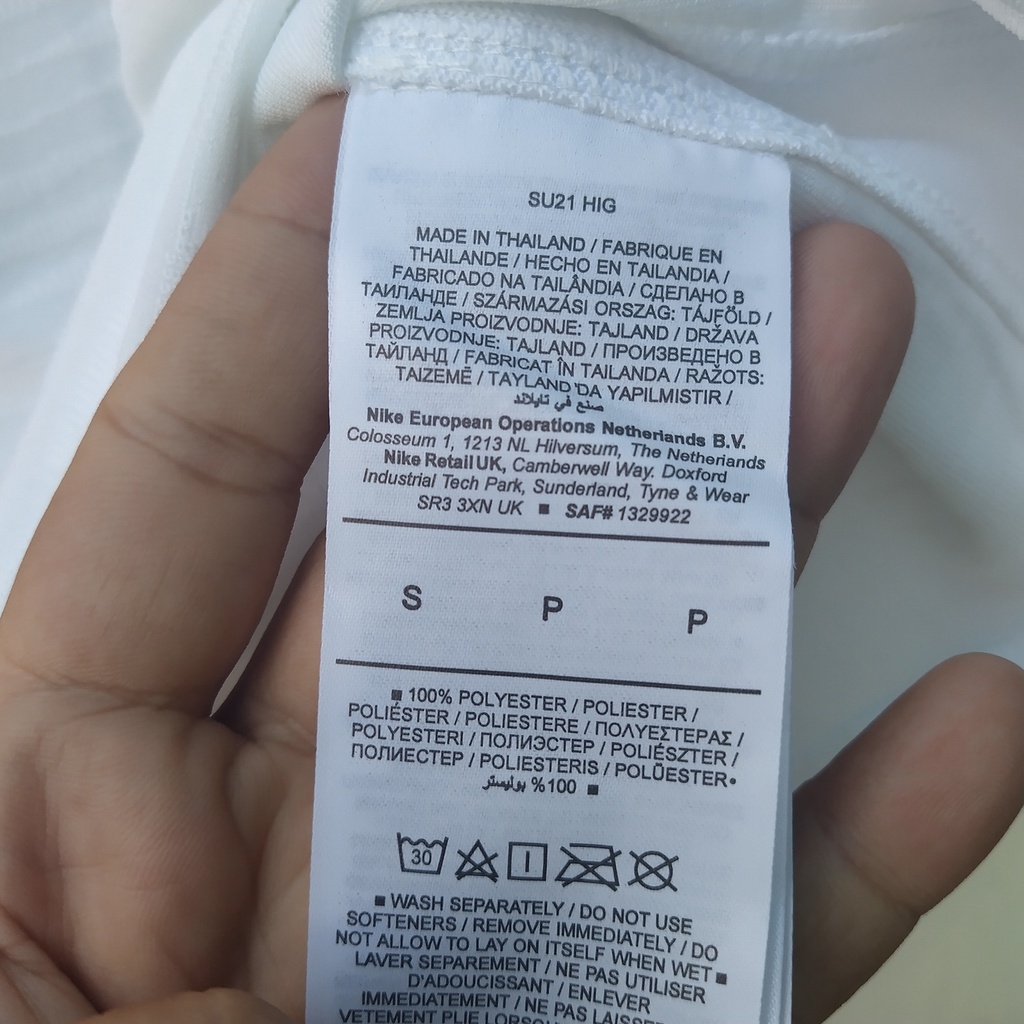 SU21 HIG
MADE IN THAILAND / FABRIQUE EN
THAILANDE / HECHO EN TAILANDIA /
FABRICADO NA TAILÂNDIA / СДЕЛАНО В
ТАИЛАНДЕ / SZÁRMAZÁSI ORSZAG: TÁJFÖLD /
ZEMLJA PROIZVODNJE: TAJLAND / DRŽAVA
PROIZVODNJE: TAJLAND / ПРОИЗВЕДЕНО В
ТАЙЛАНД / FABRICAT ÎN TAILANDA / RAŽOTS:
TAIZEMĒ / TAYLAND'DA YAPILMISTIR /
صنع في تايلاند
Nike European Operations Netherlands B.V.
Colosseum 1, 1213 NL Hilversum, The Netherlands
Nike Retail UK, Camberwell Way. Doxford
Industrial Tech Park, Sunderland, Tyne & Wear
SR3 3XN UK ■ SAF# 1329922
S P P
■ 100% POLYESTER / POLIESTER /
POLIÉSTER / POLIESTERE / ΠΟΛΥΕΣΤΕΡΑΣ /
POLYESTERI / ПОЛИЭСТЕР / POLIÉSZTER /
ПОЛИЕСТЕР / POLIESTERIS / POLÜESTER•
100% بوليستر ■
30
■ WASH SEPARATELY / DO NOT USE
SOFTENERS / REMOVE IMMEDIATELY / DO
NOT ALLOW TO LAY ON ITSELF WHEN WET ■
LAVER SEPAREMENT / NE PAS UTILISER
D'ADOUCISSANT / ENLEVER
IMMEDIATEMENT / NE PAS LAISSER
VETEMENT PLIE